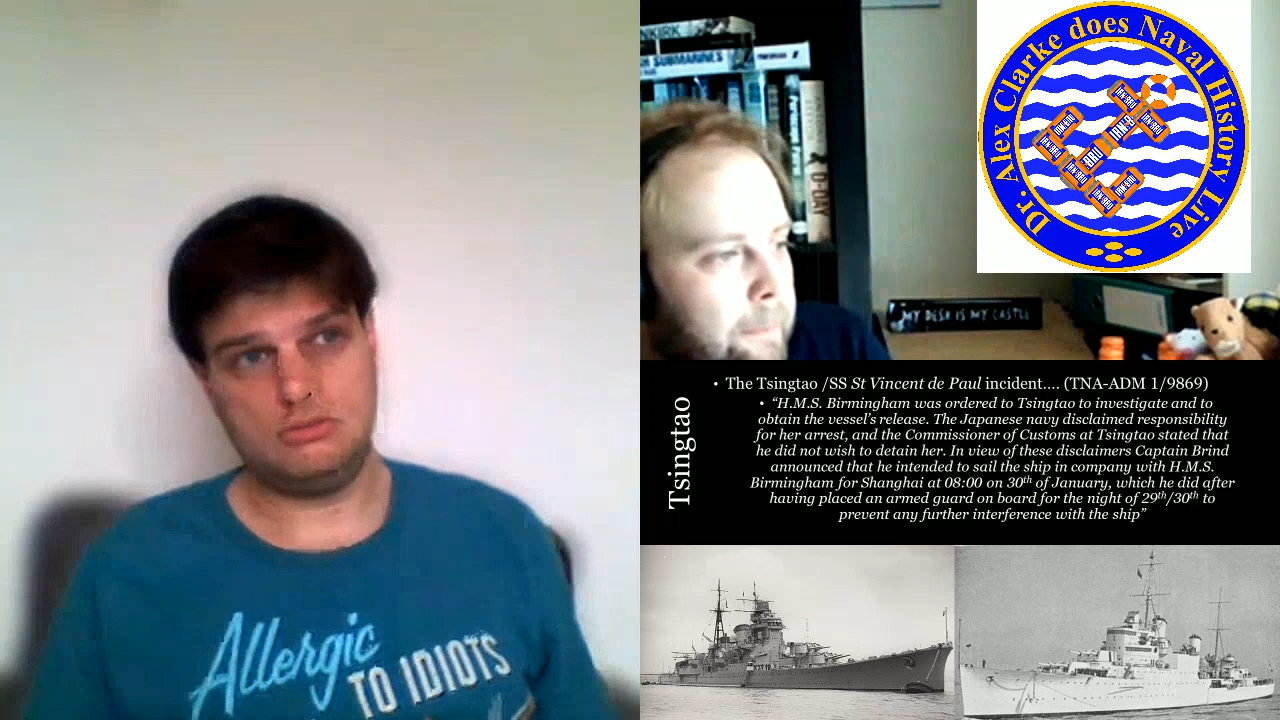 Allergic
TO IDIOTS
NKIRK
SUBMARINES
D-DAY
MY DESK IS MY CASTLE
Dr. Alex Clarke does Naval History Live
Tsingtao
• The Tsingtao /SS St Vincent de Paul incident.... (TNA-ADM 1/9869)
• “H.M.S. Birmingham was ordered to Tsingtao to investigate and to
obtain the vessel’s release. The Japanese navy disclaimed responsibility
for her arrest, and the Commissioner of Customs at Tsingtao stated that
he did not wish to detain her. In view of these disclaimers Captain Brind
announced that he intended to sail the ship in company with H.M.S.
Birmingham for Shanghai at 08:00 on 30th of January, which he did after
having placed an armed guard on board for the night of 29th/30th to
prevent any further interference with the ship”